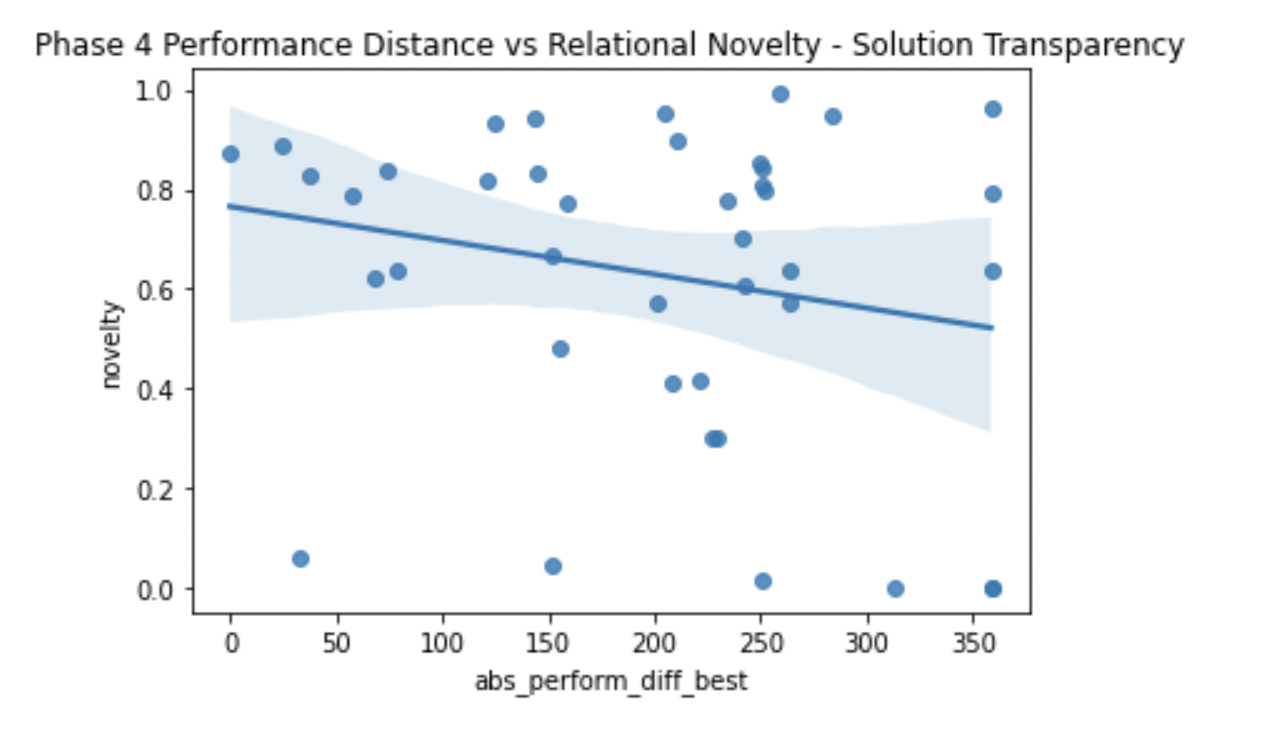 Phase 4 Performance Distance vs Relational Novelty - Solution Transparency
1.0
0.8
0.6
0.4
0.2
0.0
novelty
0 50 100 150 200 250 300 350
abs_perform_diff_best